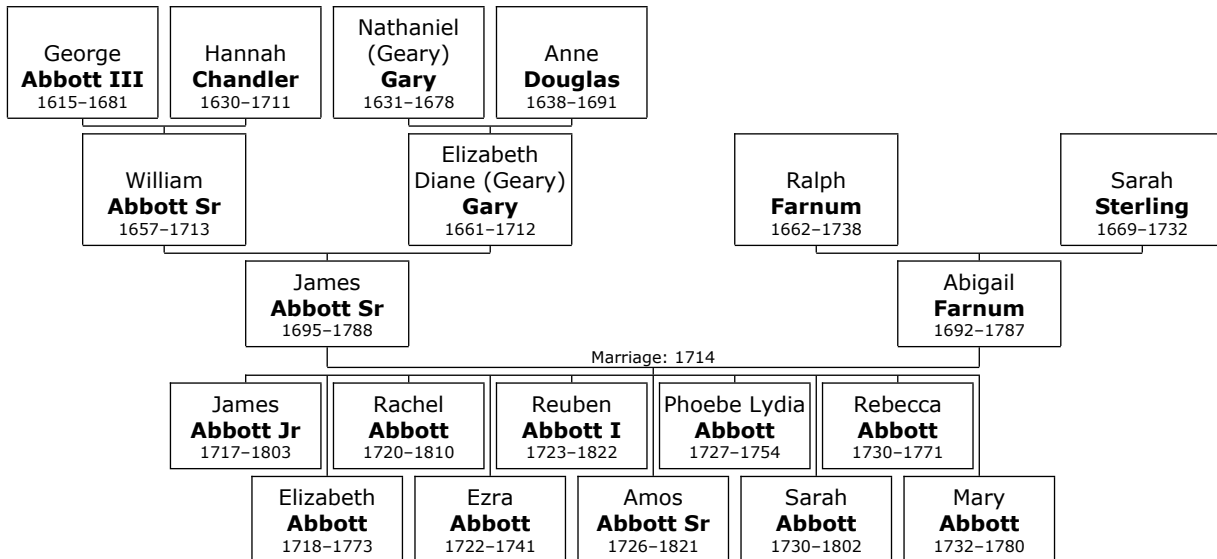 George
Abbott III
1615–1681
Hannah
Chandler
1630–1711
Nathaniel
(Geary)
Gary
1631–1678
Anne
Douglas
1638–1691
William
Abbott Sr
1657–1713
Elizabeth
Diane (Geary)
Gary
1661–1712
Ralph
Farnum
1662–1738
Sarah
Sterling
1669–1732
James
Abbott Sr
1695–1788
Abigail
Farnum
1692–1787
Marriage: 1714
James
Abbott Jr
1717–1803
Rachel
Abbott
1720–1810
Reuben
Abbott I
1723–1822
Phoebe Lydia
Abbott
1727–1754
Rebecca
Abbott
1730–1771
Elizabeth
Abbott
1718–1773
Ezra
Abbott
1722–1741
Amos
Abbott Sr
1726–1821
Sarah
Abbott
1730–1802
Mary
Abbott
1732–1780